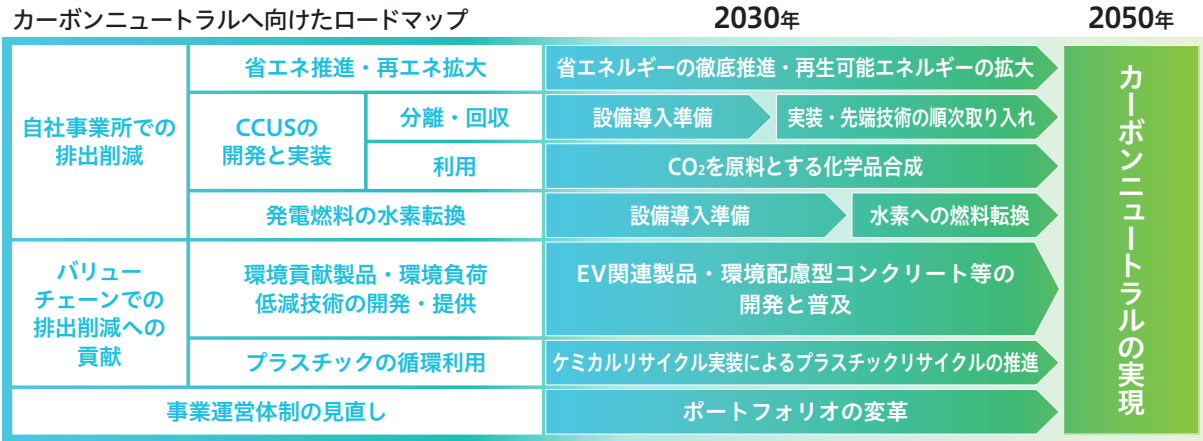 カーボンニュートラルへ向けたロードマップ
2030年
2050年
自社事業所での
排出削減
省エネ推進・再エネ拡大
省エネルギーの徹底推進・再生可能エネルギーの拡大
CCUSの
開発と実装
分離・回収
設備導入準備
実装・先端技術の順次取り入れ
利用
CO₂を原料とする化学品合成
発電燃料の水素転換
設備導入準備
水素への燃料転換
バリュー
チェーンでの
排出削減への
貢献
環境貢献製品・環境負荷
低減技術の開発・提供
EV関連製品・環境配慮型コンクリート等の
開発と普及
プラスチックの循環利用
ケミカルリサイクル実装によるプラスチックリサイクルの推進
事業運営体制の見直し
ポートフォリオの変革
カーボンニュートラルの実現